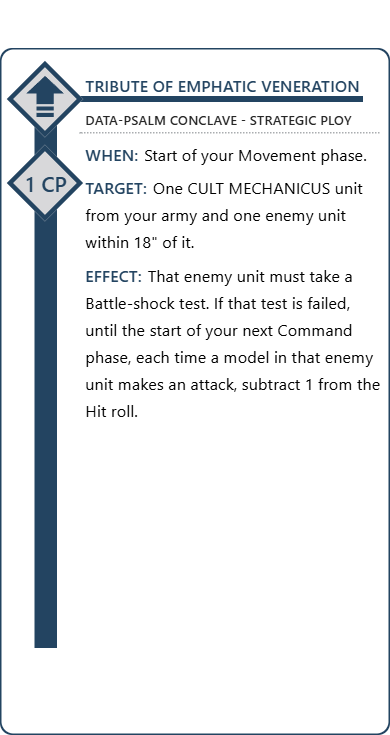 TRIBUTE OF EMPHATIC VENERATION
DATA-PSALM CONCLAVE - STRATEGIC PLOY
WHEN: Start of your Movement phase.
1 CP
TARGET: One CULT MECHANICUS unit
from your army and one enemy unit
within 18" of it.
EFFECT: That enemy unit must take a
Battle-shock test. If that test is failed,
until the start of your next Command
phase, each time a model in that enemy
unit makes an attack, subtract 1 from the
Hit roll.